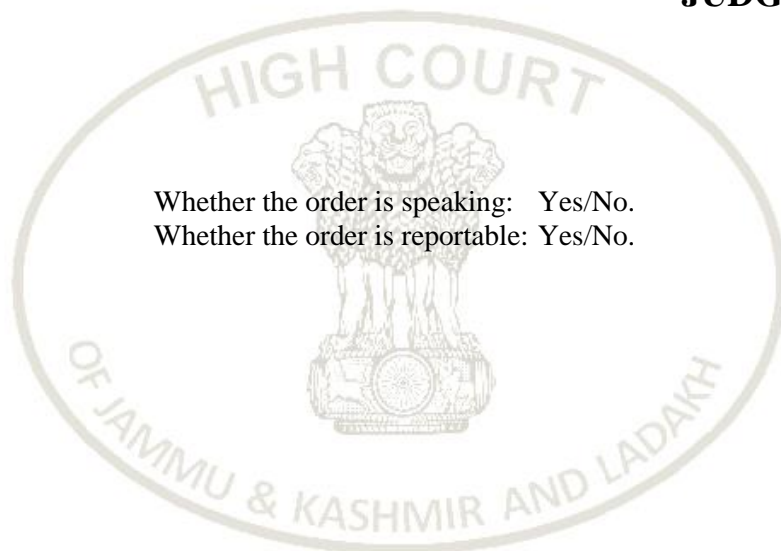 HIGH COURT
Whether the order is speaking: Yes/No.
Whether the order is reportable: Yes/No.
OF JAMMU & KASHMIR AND LADAKH